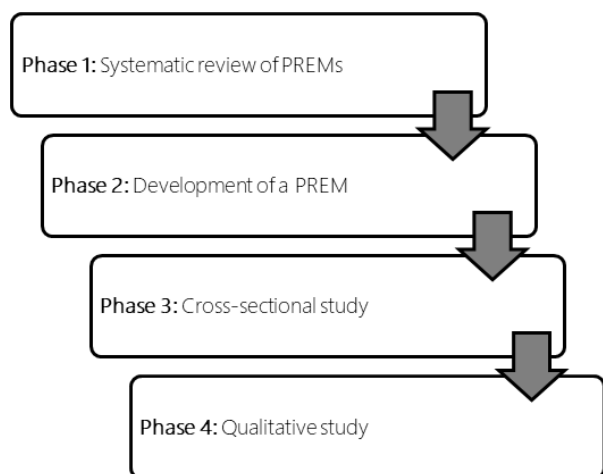 Phase 1: Systematic review of PREMs
Phase 2: Development of a PREM
Phase 3: Cross-sectional study
Phase 4: Qualitative study